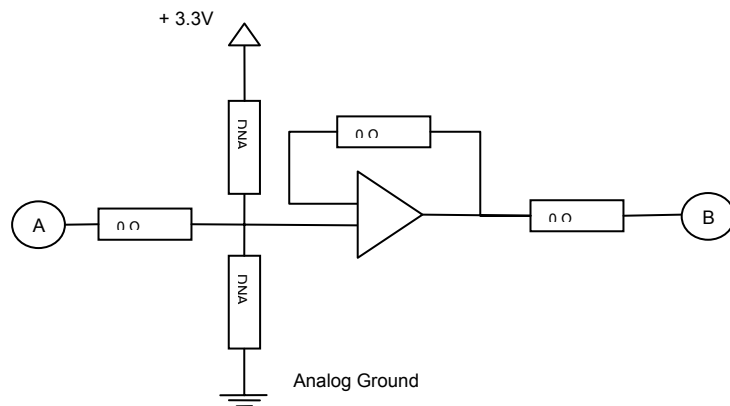 + 3.3V
DNA
0 Ω
A
0 Ω
0 Ω
B
DNA
Analog Ground